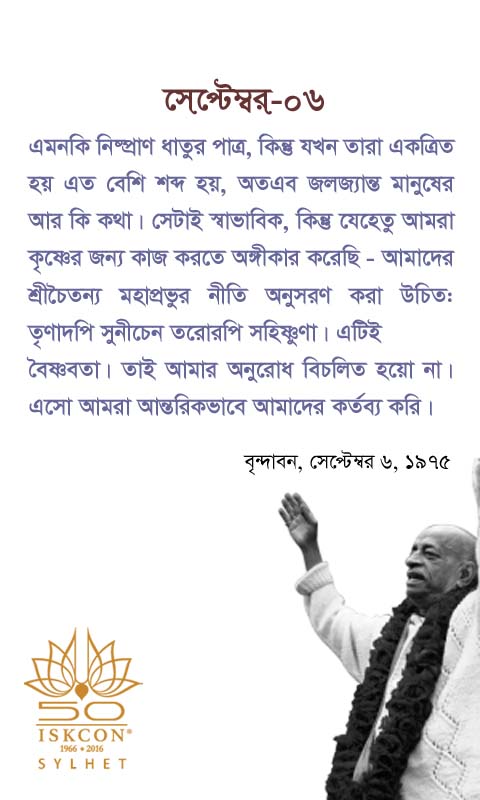 সেপ্টেম্বর-০৬
এমনকি নিষ্প্রাণ ধাতুর পাত্র, কিন্তু যখন তারা একত্রিত
হয় এত বেশি শব্দ হয়, অতএব জলজ্যান্ত মানুষের
আর কি কথা। সেটাই স্বাভাবিক, কিন্তু যেহেতু আমরা
কৃষ্ণের জন্য কাজ করতে অঙ্গীকার করেছি - আমাদের
শ্রীচৈতন্য মহাপ্রভুর নীতি অনুসরণ করা উচিত:
তৃণাদপি সুনীচেন তরোরপি সহিষ্ণুণা। এটিই
বৈষ্ণবতা। তাই আমার অনুরোধ বিচলিত হয়ো না।
এসো আমরা আন্তরিকভাবে আমাদের কর্তব্য করি।
বৃন্দাবন, সেপ্টেম্বর ৬, ১৯৭৫
50
ISKCON®
1966 • 2016
SYLHET